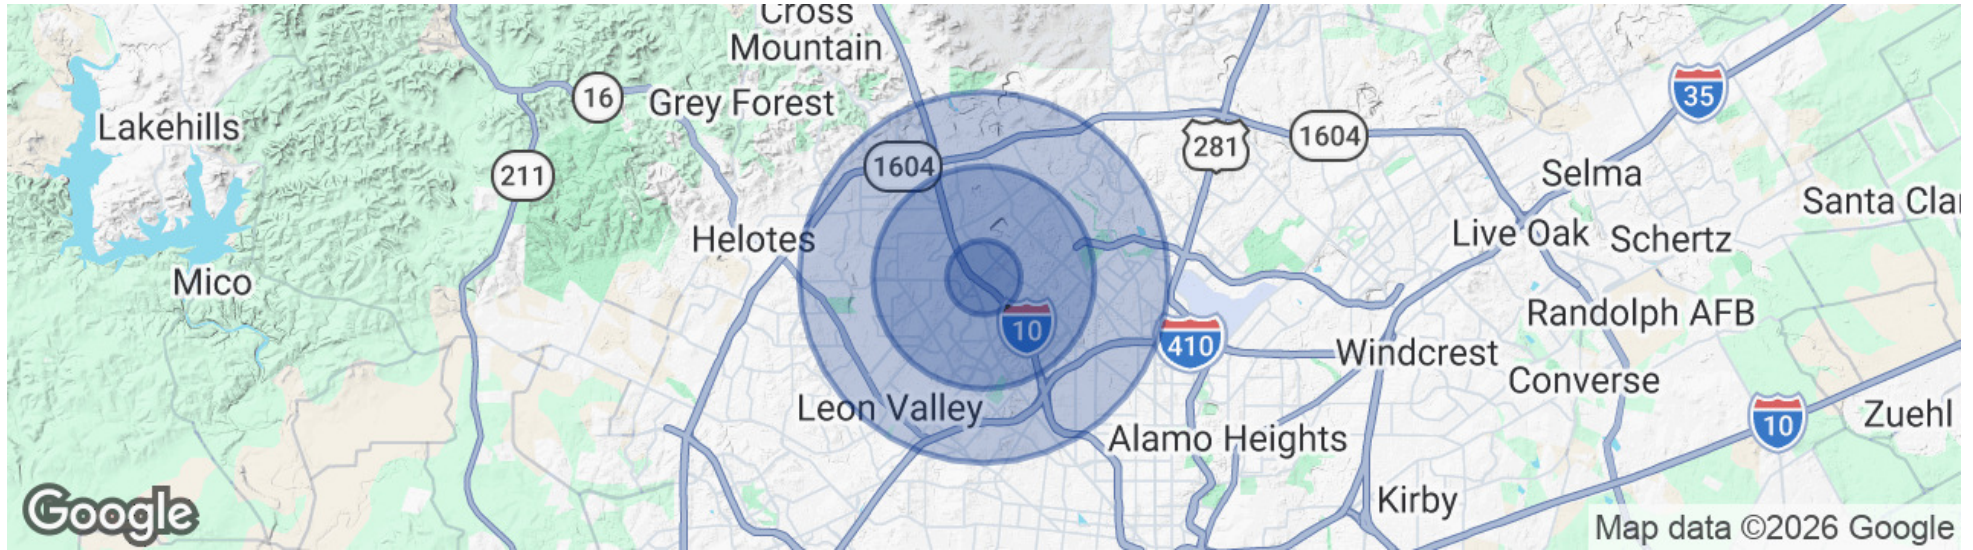 Cross
Mountain
35
16
Grey Forest
Lakehills
281
1604
1604
211
Selma
Santa Clar
Helotes
Live Oak
Schertz
Mico
Randolph AFB
10
410
Windcrest
Converse
Leon Valley
10
Zuehl
Alamo Heights
Kirby
Google
Map data ©2026 Google